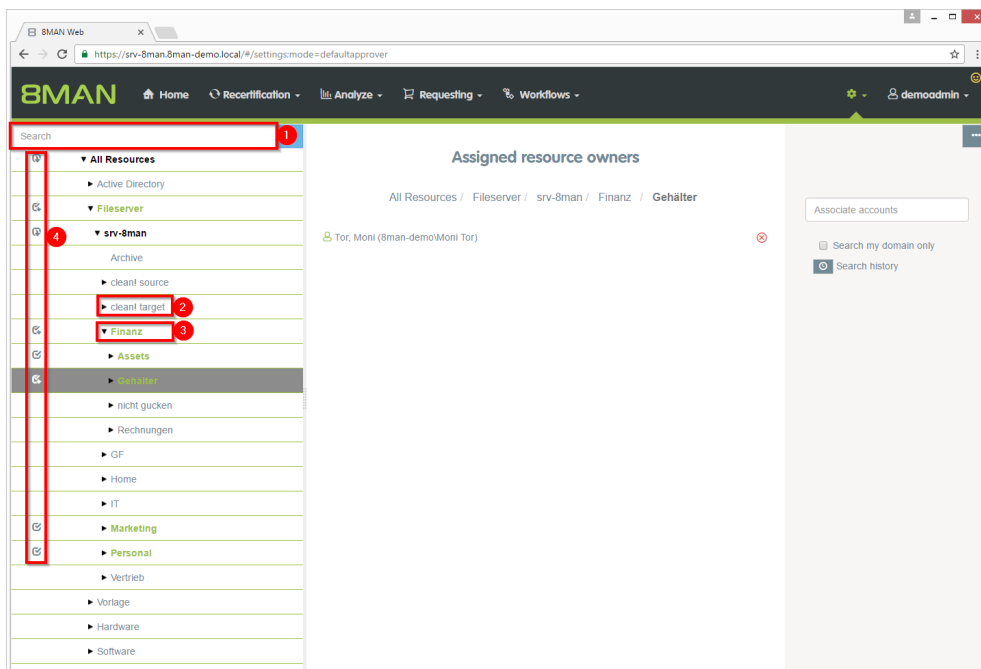 8MAN Web
https://srv-8man.8man-demo.local/#/settings;mode=defaultapprover
8MAN Home Recertification Analyze Requesting Workflows demoadmin
Search 1
All Resources
Active Directory
Fileserver
srv-8man
4
Archive
clean! source
clean! target 2
Finanz 3
Assets
Gehälter
nicht gucken
Rechnungen
GF
Home
IT
Marketing
Personal
Vertrieb
Vorlage
Hardware
Software
Assigned resource owners
All Resources / Fileserver / srv-8man / Finanz / Gehälter
Tor, Moni (8man-demo\Moni Tor)
Associate accounts
Search my domain only
Search history